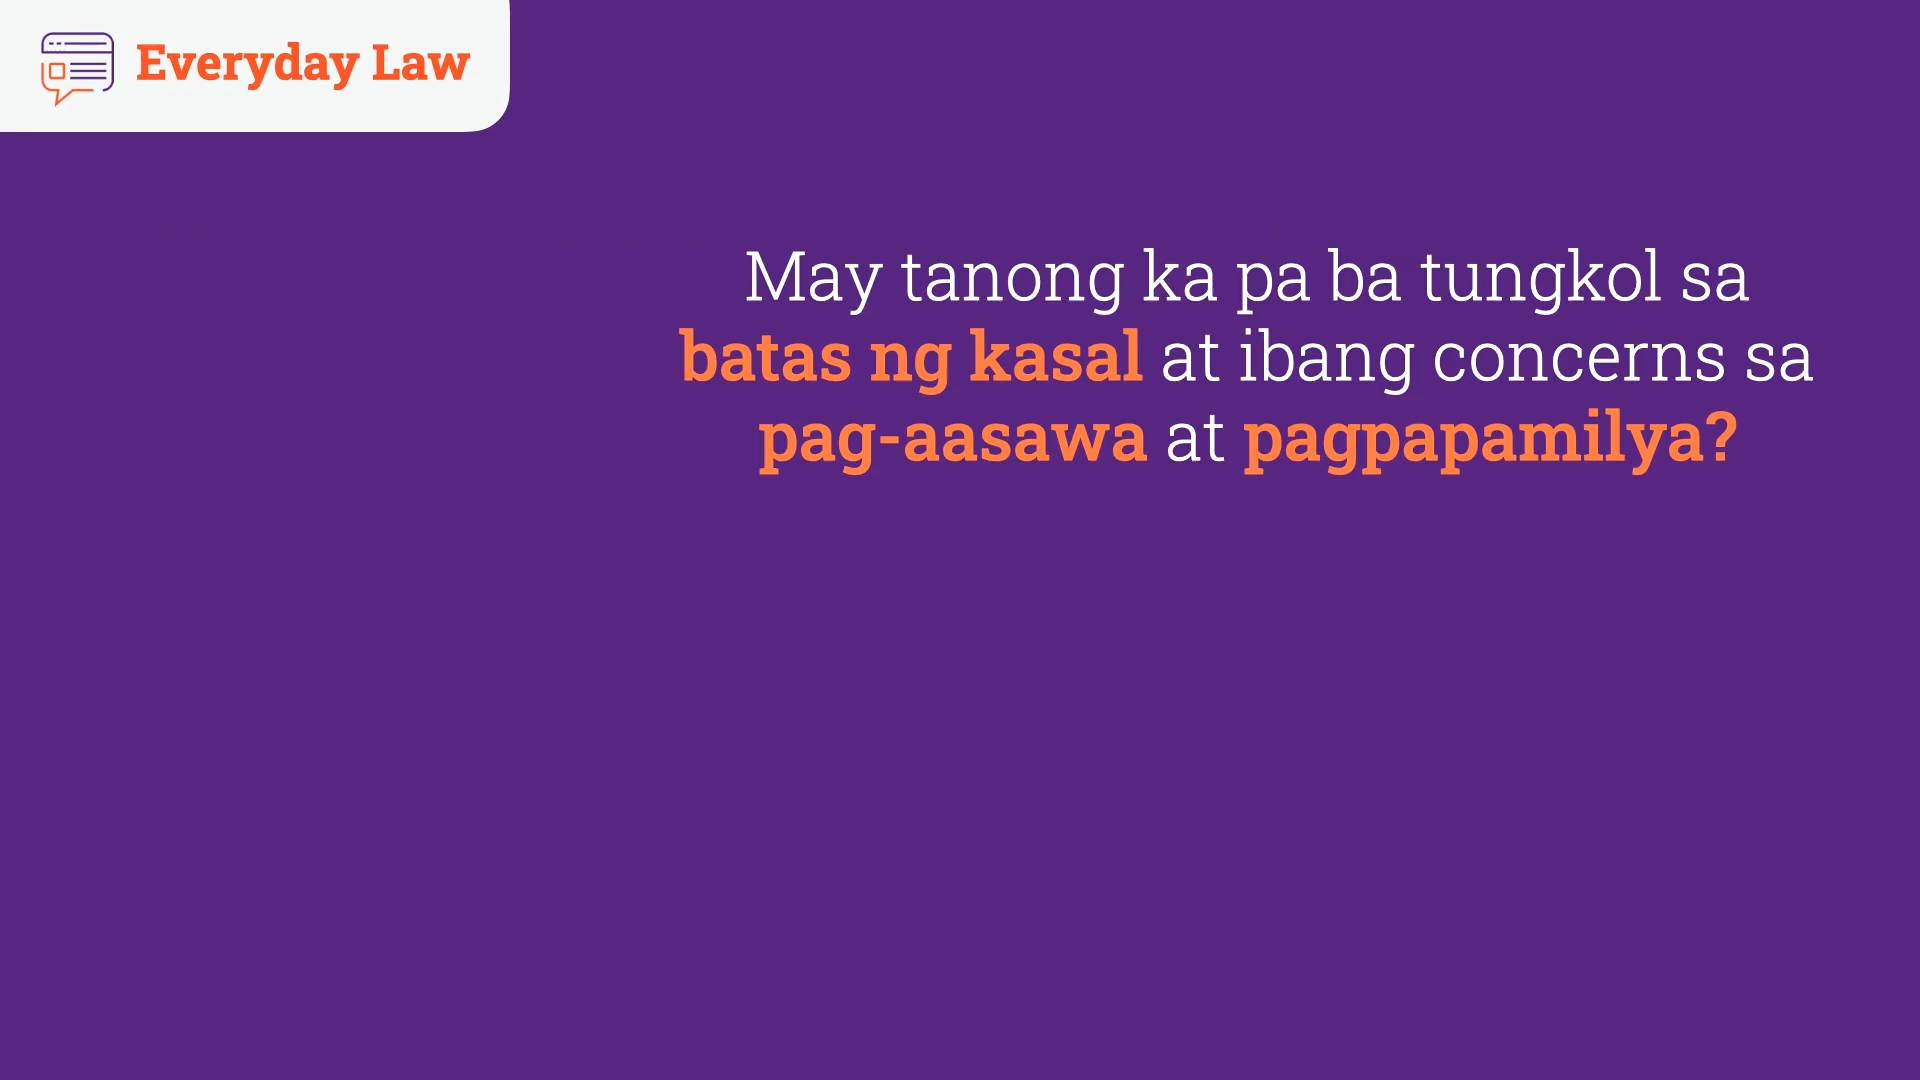 Everyday Law
May tanong ka pa ba tungkol sa
batas ng kasal at ibang concerns sa
pag-aasawa at pagpapamilya?